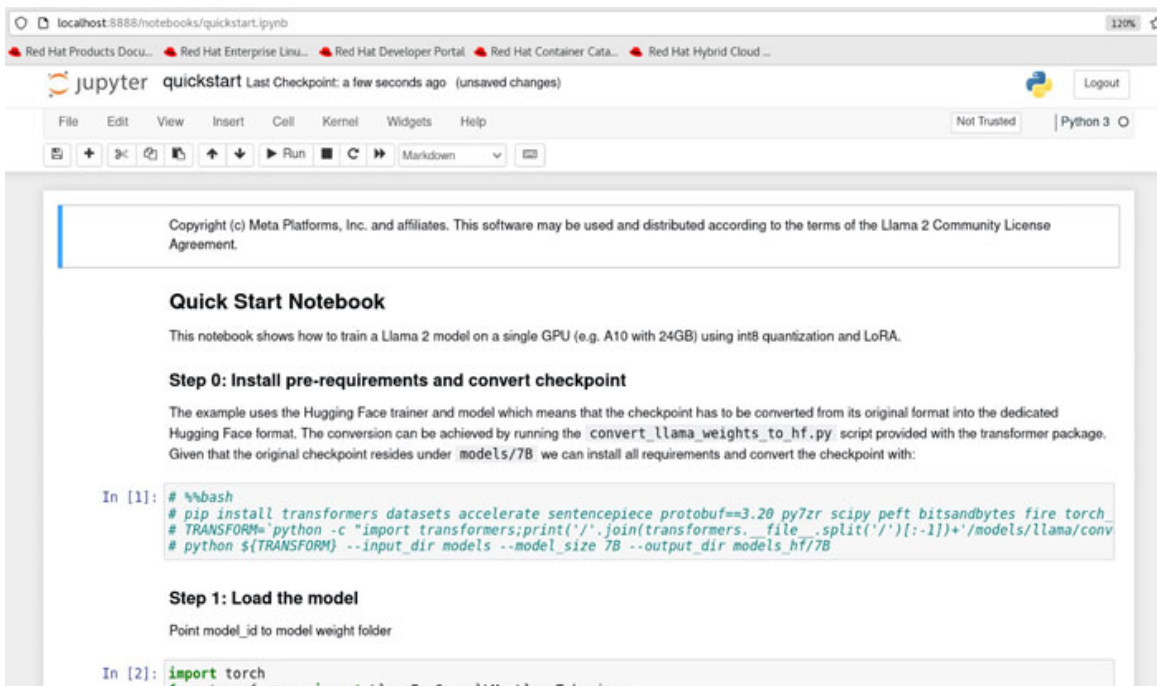 localhost:8888/notebooks/quickstart.ipynb 120%
Red Hat Products Docu... Red Hat Enterprise Linu... Red Hat Developer Portal Red Hat Container Cata... Red Hat Hybrid Cloud ...
jupyter quickstart Last Checkpoint: a few seconds ago (unsaved changes) Logout
File Edit View Insert Cell Kernel Widgets Help Not Trusted Python 3
Run Markdown
Copyright (c) Meta Platforms, Inc. and affiliates. This software may be used and distributed according to the terms of the Llama 2 Community License
Agreement.
Quick Start Notebook
This notebook shows how to train a Llama 2 model on a single GPU (e.g. A10 with 24GB) using int8 quantization and LoRA.
Step 0: Install pre-requirements and convert checkpoint
The example uses the Hugging Face trainer and model which means that the checkpoint has to be converted from its original format into the dedicated
Hugging Face format. The conversion can be achieved by running the convert_llama_weights_to_hf.py script provided with the transformer package.
Given that the original checkpoint resides under models/7B we can install all requirements and convert the checkpoint with:
In [1]: # %%bash
# pip install transformers datasets accelerate sentencepiece protobuf==3.20 py7zr scipy peft bitsandbytes fire torch_
# TRANSFORM=`python -c "import transformers;print('/'.join(transformers.__file__.split('/')[:-1])+'/models/llama/conv
# python ${TRANSFORM} --input_dir models --model_size 7B --output_dir models_hf/7B
Step 1: Load the model
Point model_id to model weight folder
In [2]: import torch